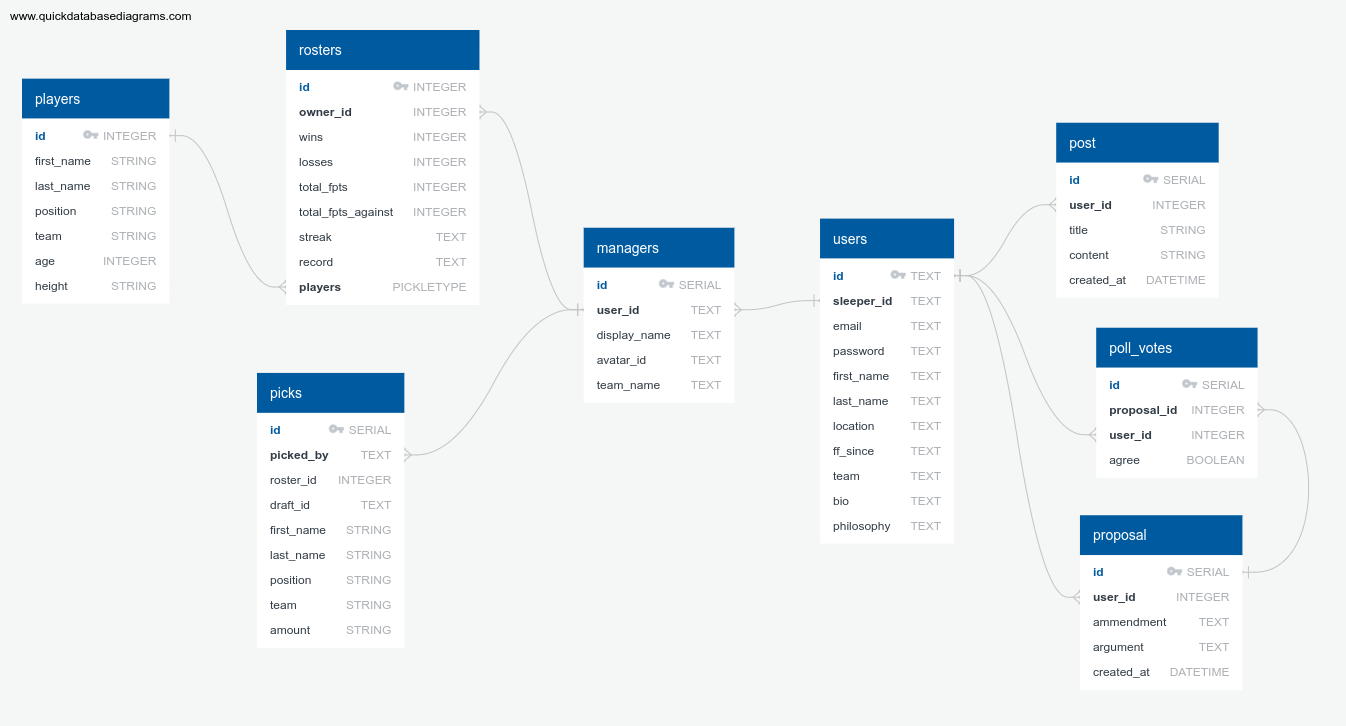 www.quickdatabasediagrams.com
players
id INTEGER
first_name STRING
last_name STRING
position STRING
team STRING
age INTEGER
height STRING
rosters
id INTEGER
owner_id INTEGER
wins INTEGER
losses INTEGER
total_fpts INTEGER
total_fpts_against INTEGER
streak TEXT
record TEXT
players PICKLETYPE
picks
id SERIAL
picked_by TEXT
roster_id INTEGER
draft_id TEXT
first_name STRING
last_name STRING
position STRING
team STRING
amount STRING
managers
id SERIAL
user_id TEXT
display_name TEXT
avatar_id TEXT
team_name TEXT
users
id TEXT
sleeper_id TEXT
email TEXT
password TEXT
first_name TEXT
last_name TEXT
location TEXT
ff_since TEXT
team TEXT
bio TEXT
philosophy TEXT
post
id SERIAL
user_id INTEGER
title STRING
content STRING
created_at DATETIME
poll_votes
id SERIAL
proposal_id INTEGER
user_id INTEGER
agree BOOLEAN
proposal
id SERIAL
user_id INTEGER
ammendment TEXT
argument TEXT
created_at DATETIME